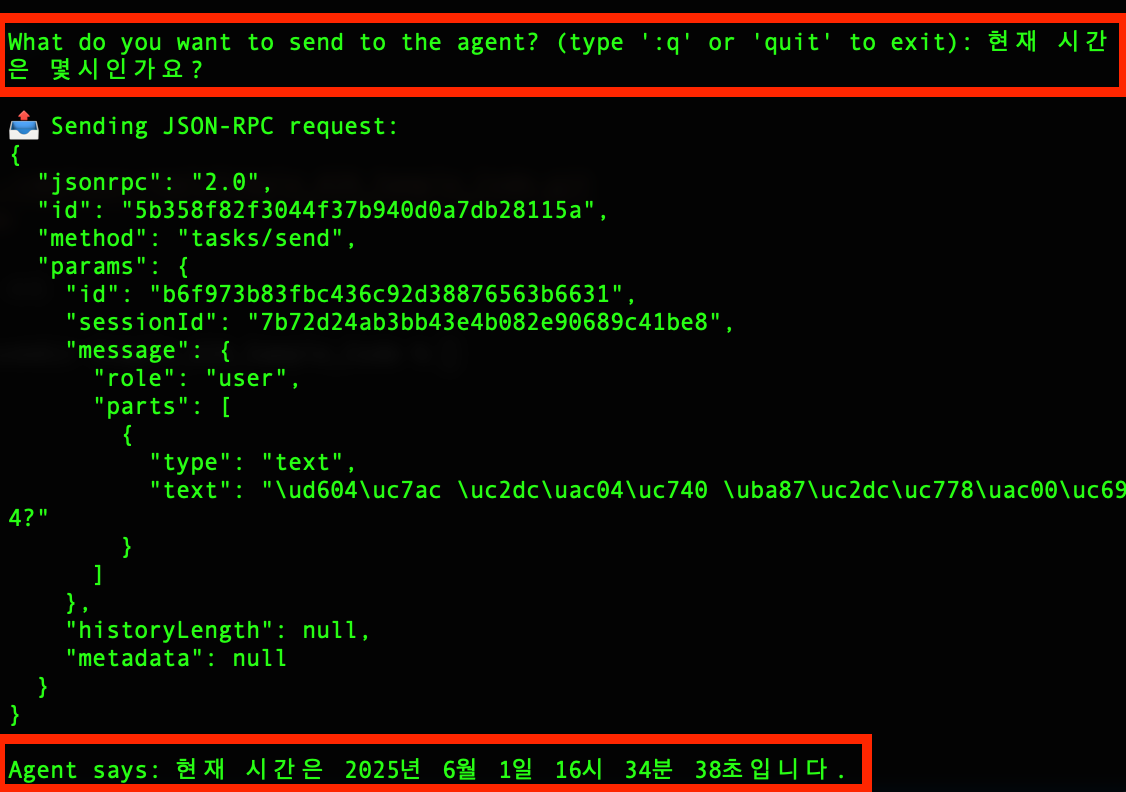 What do you want to send to the agent? (type ':q' or 'quit' to exit): 현재 시간
은 몇시인가요?
Sending JSON-RPC request:
{
  "jsonrpc": "2.0",
  "id": "5b358f82f3044f37b940d0a7db28115a",
  "method": "tasks/send",
  "params": {
    "id": "b6f973b83fbc436c92d38876563b6631",
    "sessionId": "7b72d24ab3bb43e4b082e90689c41be8",
    "message": {
      "role": "user",
      "parts": [
        {
          "type": "text",
          "text": "\ud604\uc7ac \uc2dc\uac04\uc740 \uba87\uc2dc\uc778\uac00\uc69
4?"
        }
      ]
    },
    "historyLength": null,
    "metadata": null
  }
}
Agent says: 현재 시간은 2025년 6월 1일 16시 34분 38초입니다.